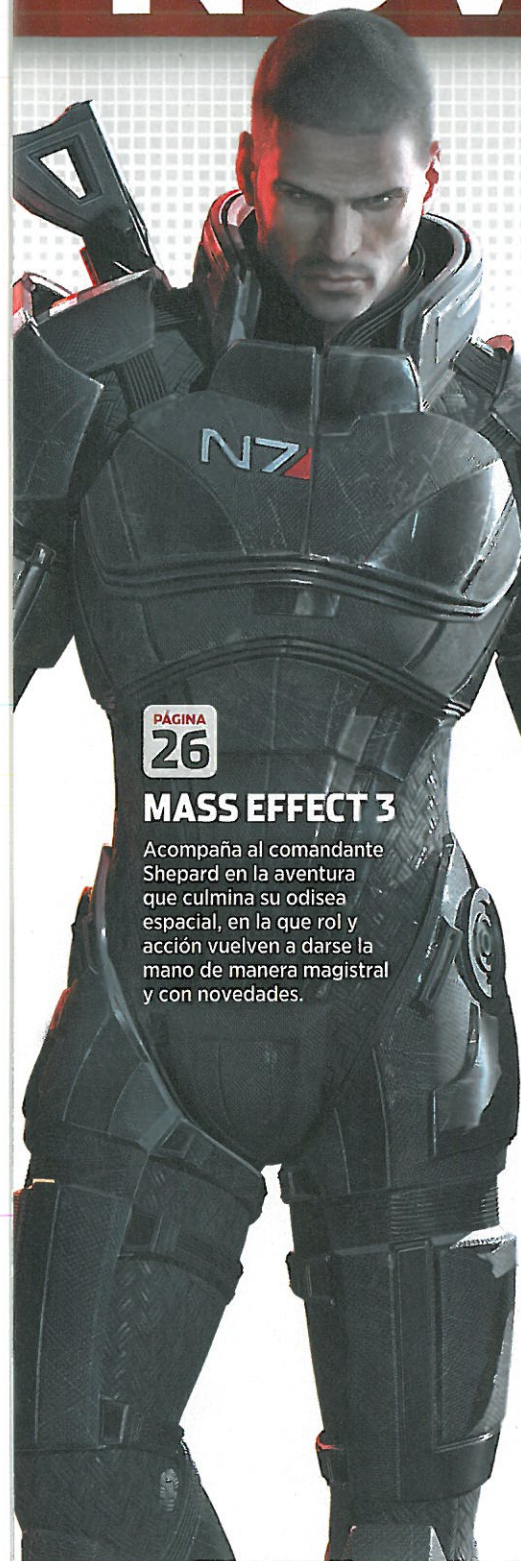 NOV
N7
PÁGINA
26
MASS EFFECT 3
Acompaña al comandante
Shepard en la aventura
que culmina su odisea
espacial, en la que rol y
acción vuelven a darse la
mano de manera magistral
y con novedades.